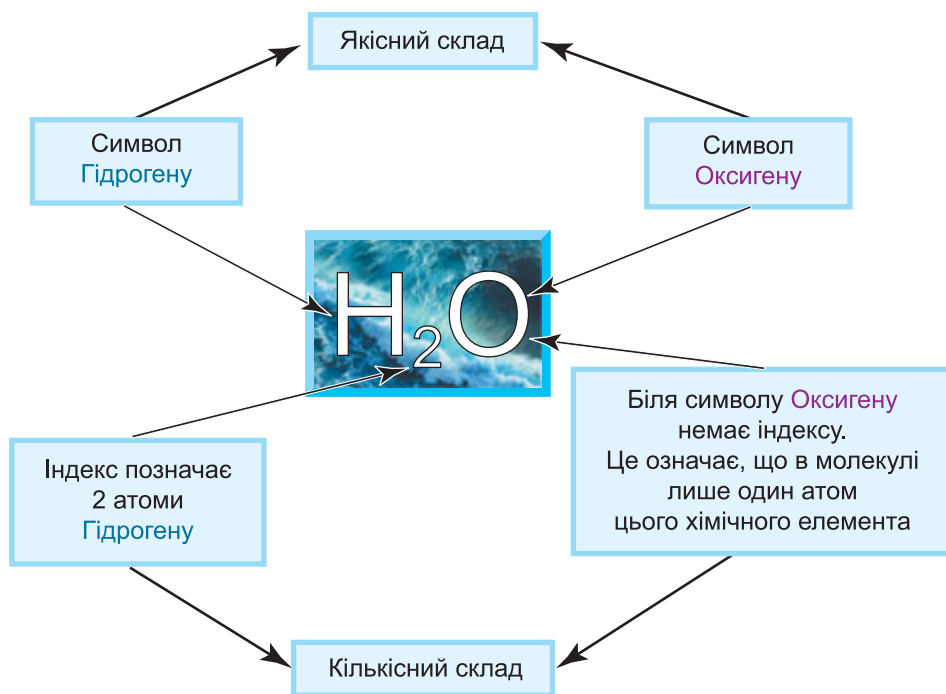 Якісний склад
Символ
Гідрогену
Символ
Оксигену
H₂O
Індекс позначає
2 атоми
Гідрогену
Біля символу Оксигену
немає індексу.
Це означає, що в молекулі
лише один атом
цього хімічного елемента
Кількісний склад